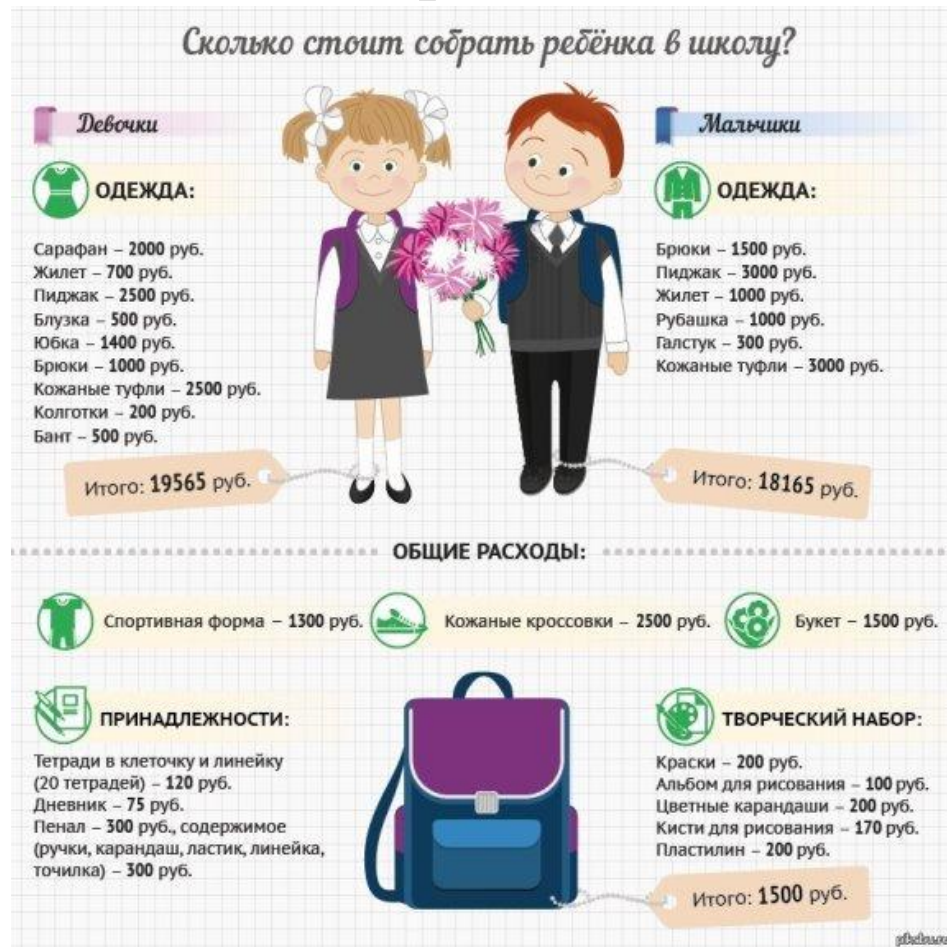 Сколько стоит собрать ребёнка в школу?
Девочки
ОДЕЖДА:
Сарафан – 2000 руб.
Жилет – 700 руб.
Пиджак – 2500 руб.
Блузка – 500 руб.
Юбка – 1400 руб.
Брюки – 1000 руб.
Кожаные туфли – 2500 руб.
Колготки – 200 руб.
Бант – 500 руб.
Итого: 19565 руб.
Мальчики
ОДЕЖДА:
Брюки – 1500 руб.
Пиджак – 3000 руб.
Жилет – 1000 руб.
Рубашка – 1000 руб.
Галстук – 300 руб.
Кожаные туфли – 3000 руб.
Итого: 18165 руб.
ОБЩИЕ РАСХОДЫ:
Спортивная форма – 1300 руб.
Кожаные кроссовки – 2500 руб.
Букет – 1500 руб.
ПРИНАДЛЕЖНОСТИ:
Тетради в клеточку и линейку
(20 тетрадей) – 120 руб.
Дневник – 75 руб.
Пенал – 300 руб., содержимое
(ручки, карандаш, ластик, линейка,
точилка) – 300 руб.
ТВОРЧЕСКИЙ НАБОР:
Краски – 200 руб.
Альбом для рисования – 100 руб.
Цветные карандаши – 200 руб.
Кисти для рисования – 170 руб.
Пластилин – 200 руб.
Итого: 1500 руб.